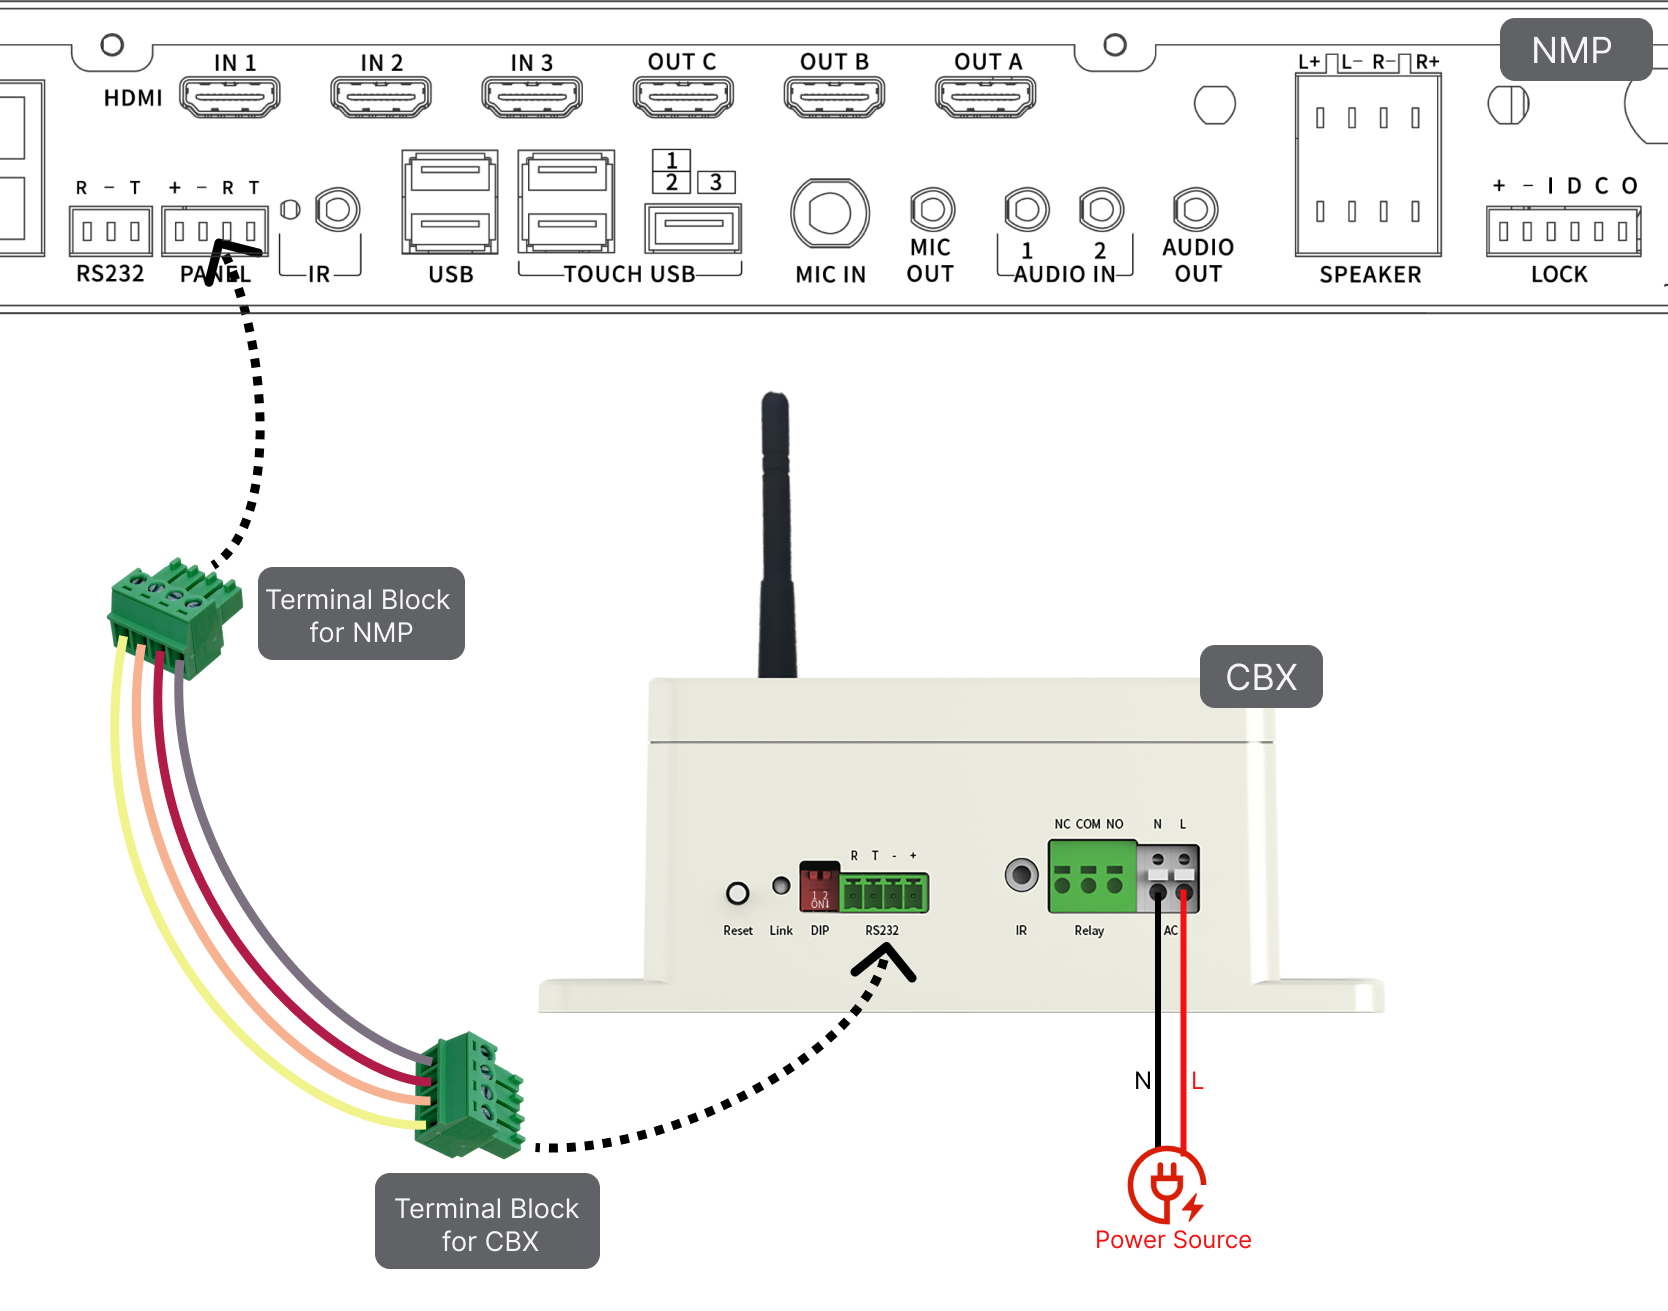 NMP
IN 1 IN 2 IN 3 OUT C OUT B OUT A
L+ L- R- R+
HDMI
1
2 3
R - T + - R T
+ - I D C O
RS232 PANEL IR USB TOUCH USB MIC IN
MIC
OUT
1 2
AUDIO IN
AUDIO
OUT
SPEAKER LOCK
Terminal Block
for NMP
CBX
NC COM NO N L
R T - +
1 2
ON↓
Reset Link DIP RS232 IR Relay AC
N L
Terminal Block
for CBX
Power Source